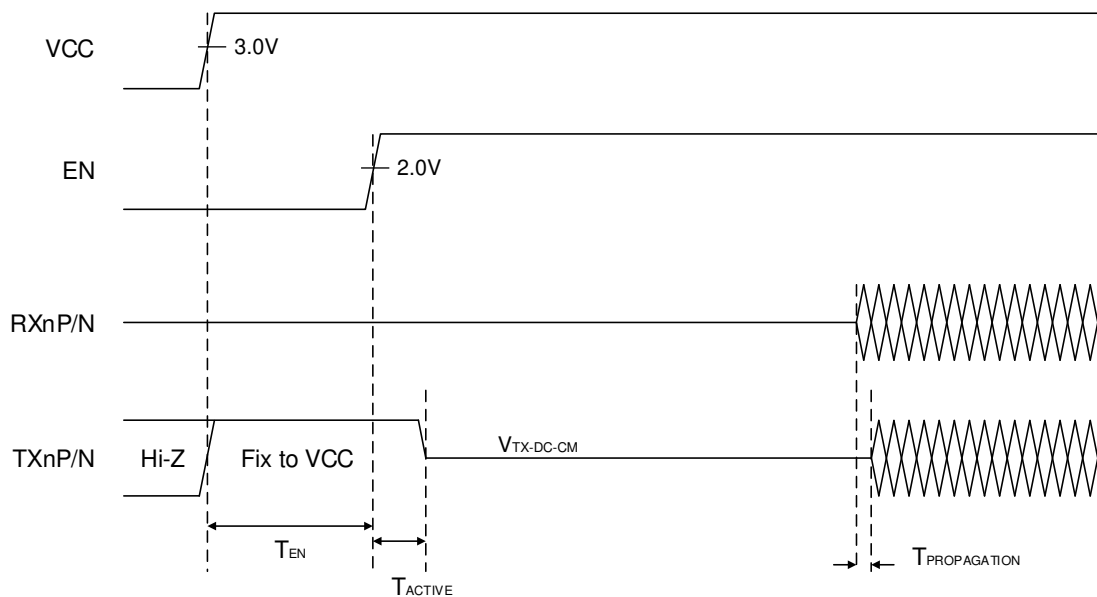 VCC
3.0V
EN
2.0V
RXnP/N
TXnP/N
Hi-Z
Fix to VCC
VTX-DC-CM
TEN
TACTIVE
TPROPAGATION